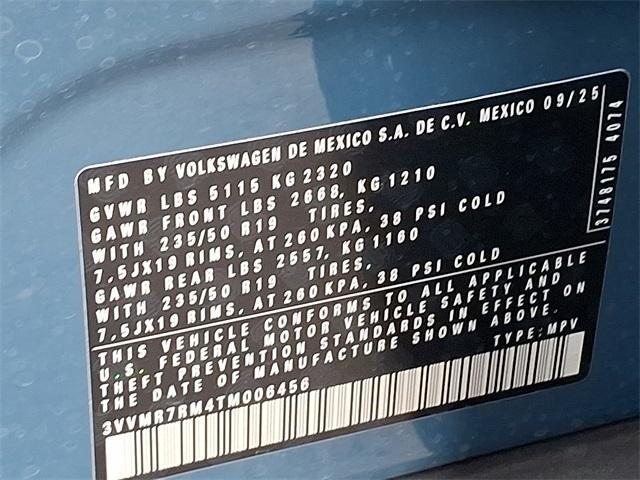 MFD BY VOLKSWAGEN DE MEXICO S.A. DE C.V. MEXICO 09/25
GVWR LBS 5115 KG 2320
GAWR FRONT LBS 2668, KG 1210
WITH 235/50 R19 TIRES,
7,5JX19 RIMS, AT 260 KPA, 38 PSI COLD
GAWR REAR LBS 2557, KG 1160
WITH 235/50 R19 TIRES,
7,5JX19 RIMS, AT 260 KPA, 38 PSI COLD
THIS VEHICLE CONFORMS TO ALL APPLICABLE
U.S. FEDERAL MOTOR VEHICLE SAFETY AND
THEFT PREVENTION STANDARDS IN EFFECT ON
THE DATE OF MANUFACTURE SHOWN ABOVE.
3VVMR7RM4TM006456 TYPE: MPV
3748175 4074